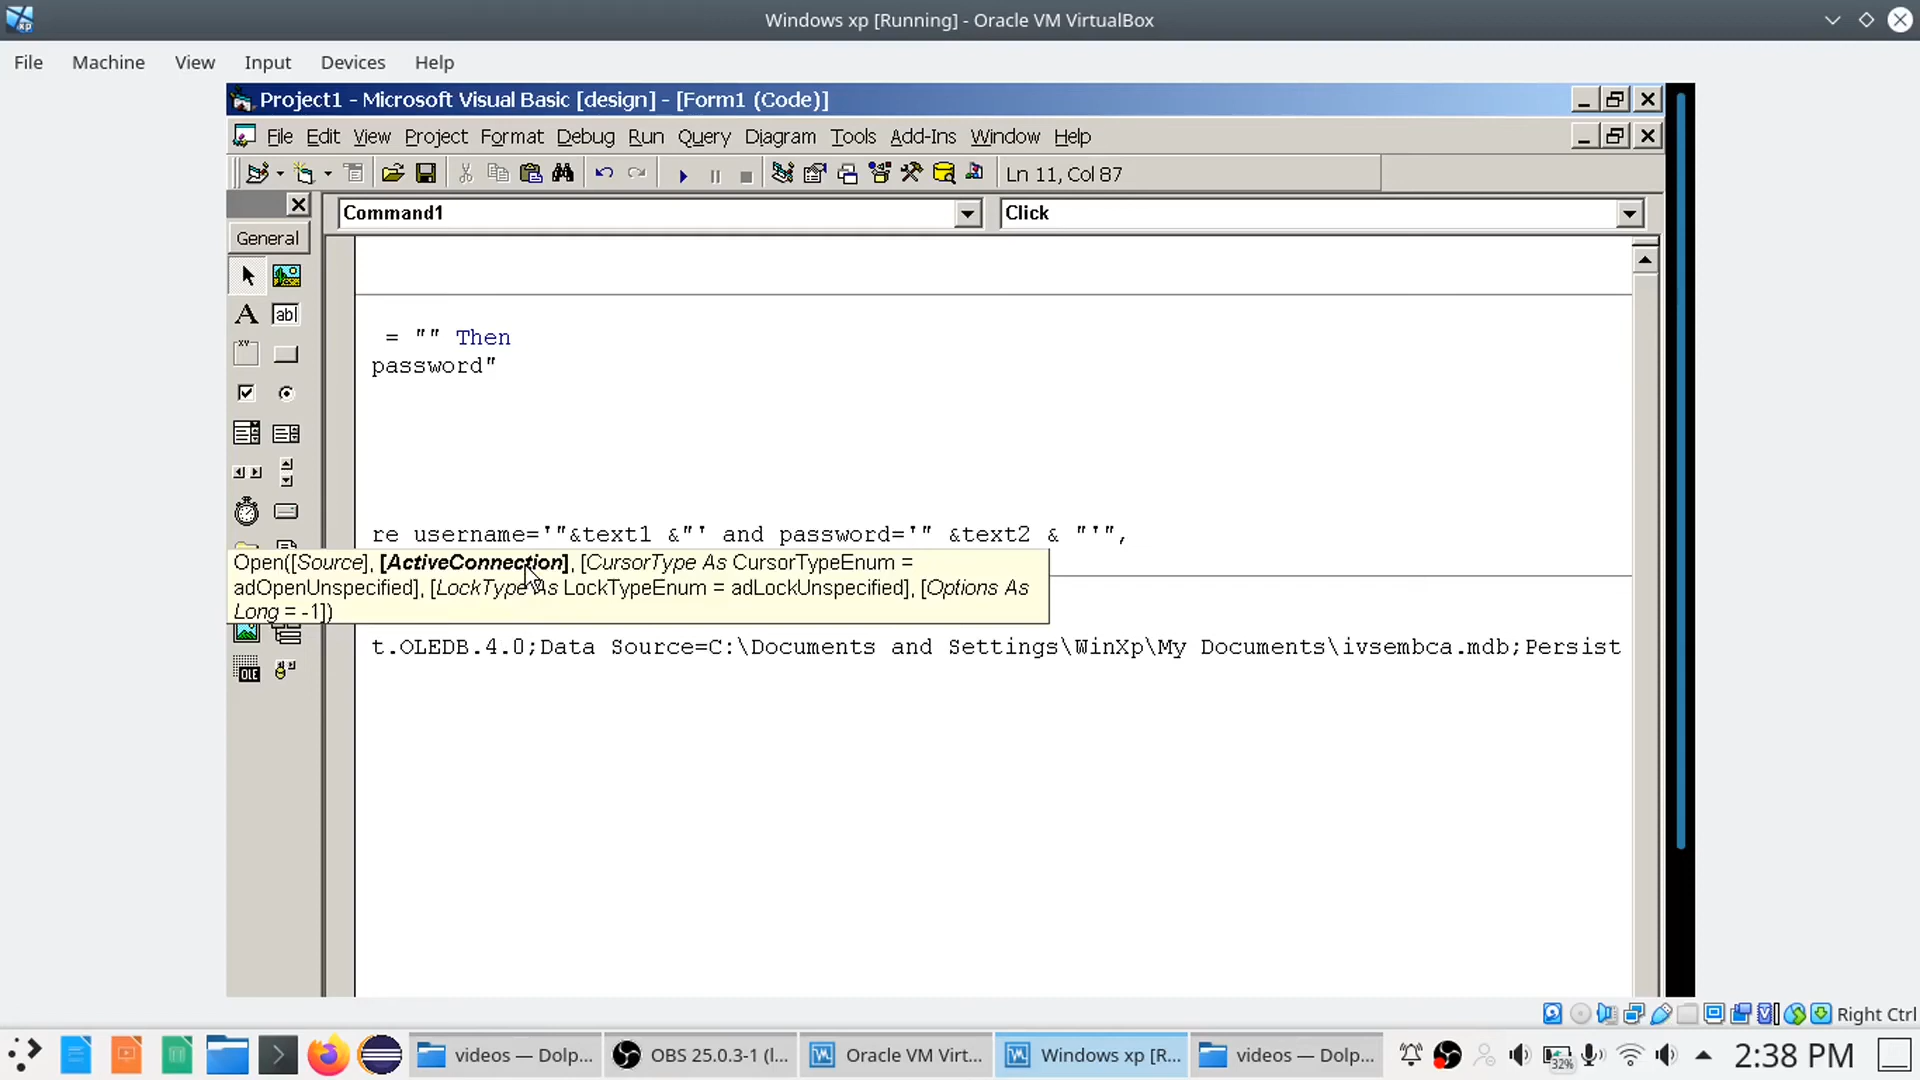 Windows xp [Running] - Oracle VM VirtualBox
File Machine View Input Devices Help
Project1 - Microsoft Visual Basic [design] - [Form1 (Code)]
File Edit View Project Format Debug Run Query Diagram Tools Add-Ins Window Help
Ln 11, Col 87
Command1
Click
General
= "" Then
password"
re username='"&text1 &"' and password='" &text2 & "'",
Open([Source], [ActiveConnection], [CursorType As CursorTypeEnum =
adOpenUnspecified], [LockType As LockTypeEnum = adLockUnspecified], [Options As
Long = -1])
t.OLEDB.4.0;Data Source=C:\Documents and Settings\WinXp\My Documents\ivsembca.mdb;Persist
A
abl
xy
OLE
Right Ctrl
videos — Dolp...
OBS 25.0.3-1 (l...
Oracle VM Virt...
Windows xp [R...
videos — Dolp...
32%
2:38 PM